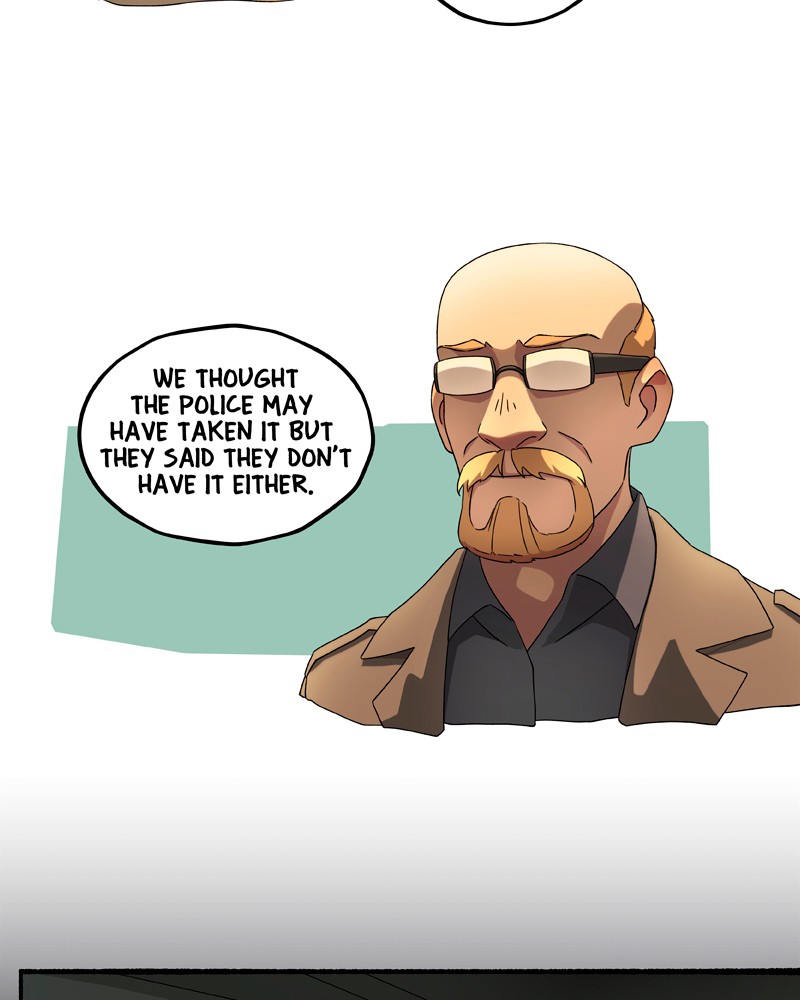 WE THOUGHT
THE POLICE MAY
HAVE TAKEN IT BUT
THEY SAID THEY DON'T
HAVE IT EITHER.